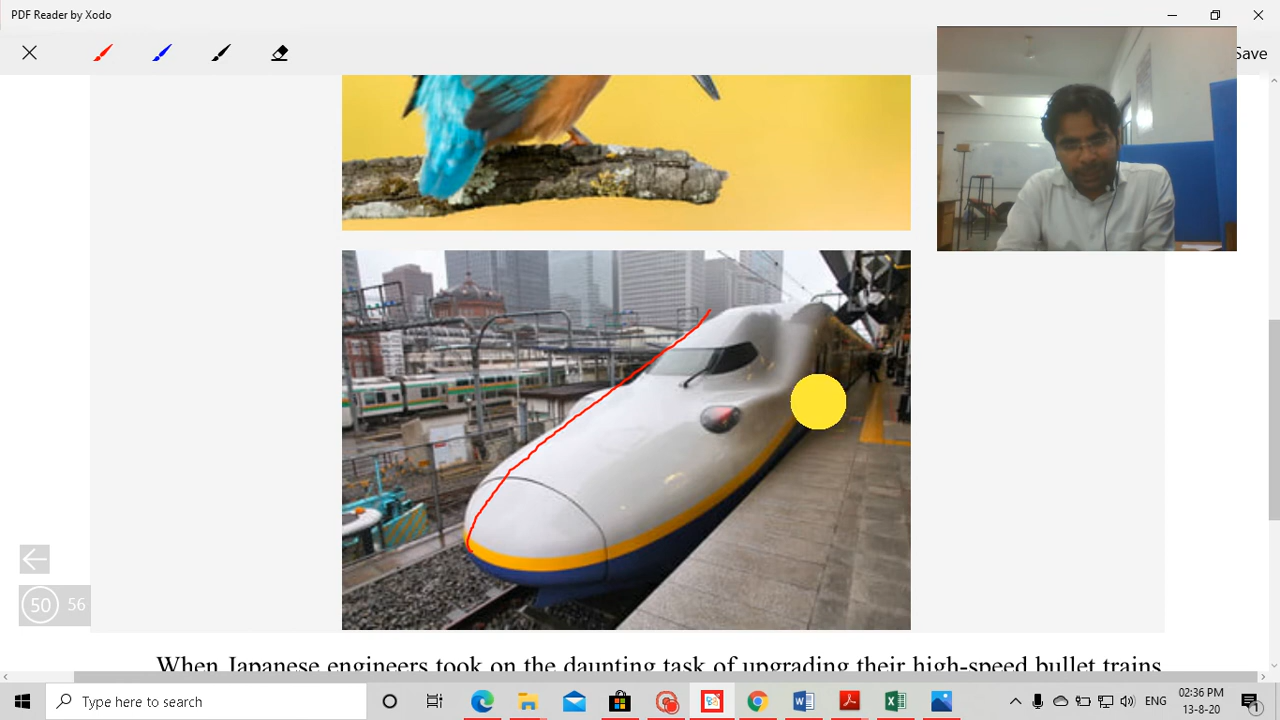 PDF Reader by Xodo
Save
50 56
When Japanese engineers took on the daunting task of upgrading their high-speed bullet trains
Type here to search
ENG
02:36 PM
13-8-20
1